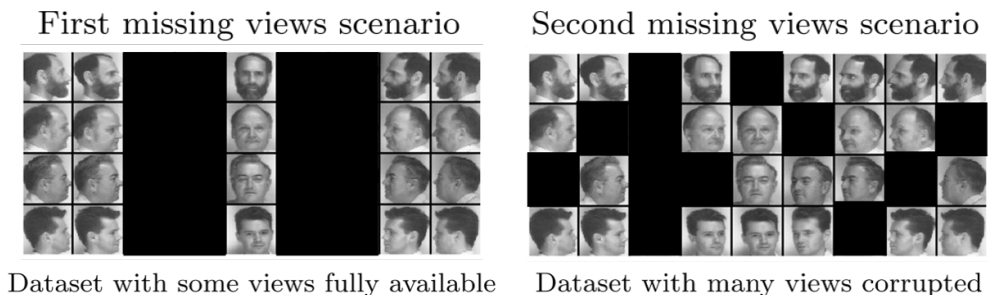 First missing views scenario
Second missing views scenario
Dataset with some views fully available
Dataset with many views corrupted